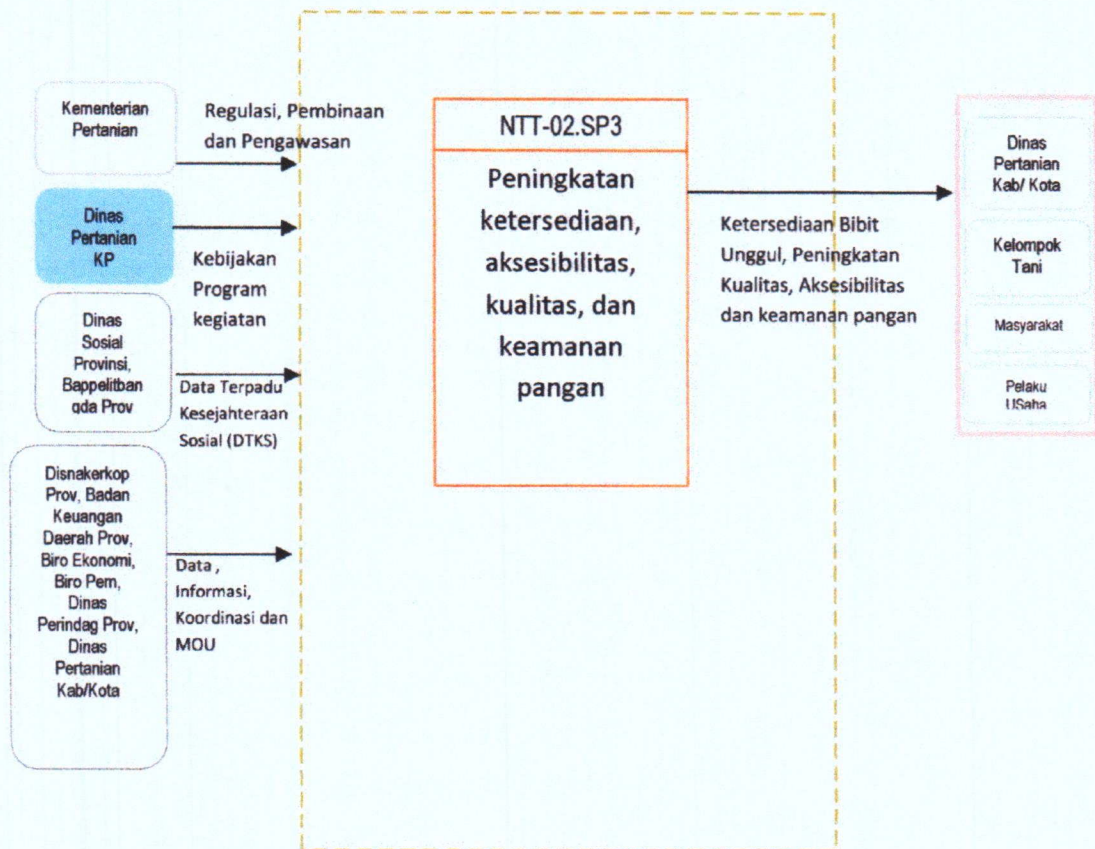 Kementerian
Pertanian
Regulasi, Pembinaan
dan Pengawasan
Dinas
Pertanian
KP
Kebijakan
Program
kegiatan
Dinas
Sosial
Provinsi,
Bappelitban
gda Prov
Data Terpadu
Kesejahteraan
Sosial (DTKS)
Disnakerkop
Prov, Badan
Keuangan
Daerah Prov,
Biro Ekonomi,
Biro Pem,
Dinas
Perindag Prov,
Dinas
Pertanian
Kab/Kota
Data ,
Informasi,
Koordinasi dan
MOU
NTT-02.SP3
Peningkatan
ketersediaan,
aksesibilitas,
kualitas, dan
keamanan
pangan
Ketersediaan Bibit
Unggul, Peningkatan
Kualitas, Aksesibilitas
dan keamanan pangan
Dinas
Pertanian
Kab/ Kota
Kelompok
Tani
Masyarakat
Pelaku
USaha